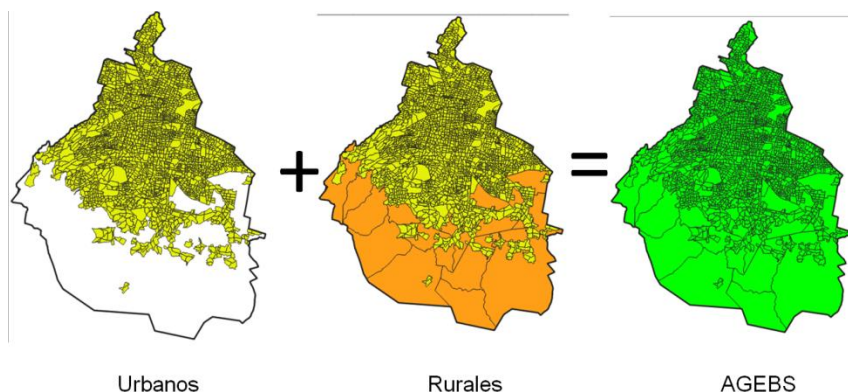 +
=
Urbanos
Rurales
AGEBS